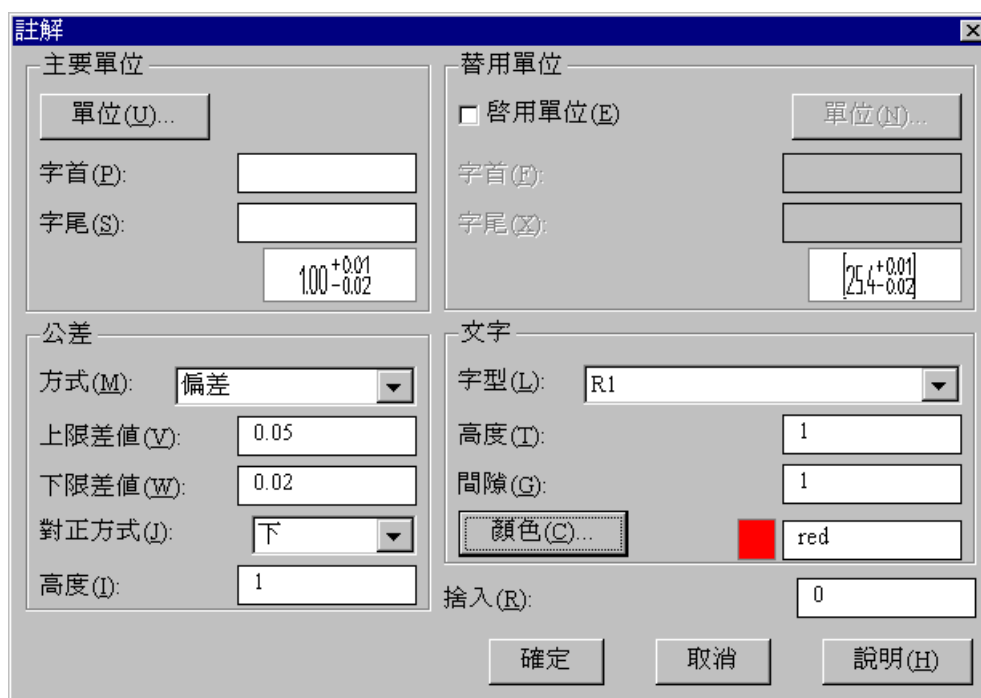 註解
主要單位
單位(U)...
字首(P):
字尾(S):
1.00 +0.01 -0.02
替用單位
啓用單位(E)
單位(N)...
字首(F):
字尾(X):
[25.4 +0.01 -0.02]
公差
方式(M): 偏差
上限差値(V): 0.05
下限差値(W): 0.02
對正方式(J): 下
高度(I): 1
文字
字型(L): R1
高度(T): 1
間隙(G): 1
顏色(C)... red
捨入(R): 0
確定 取消 說明(H)